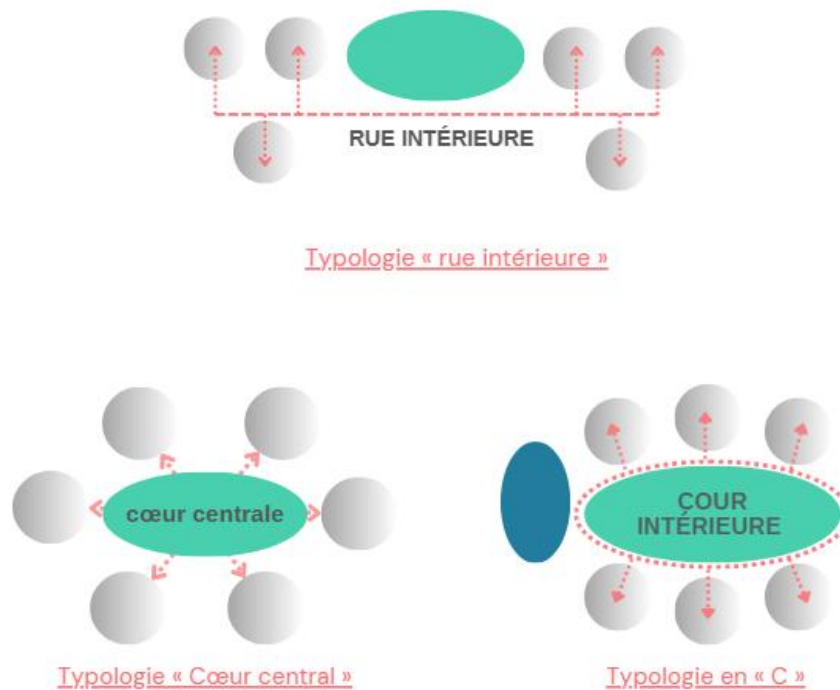 RUE INTÉRIEURE
Typologie « rue intérieure »
cœur centrale
COUR
INTÉRIEURE
Typologie « Cœur central »
Typologie en « C »